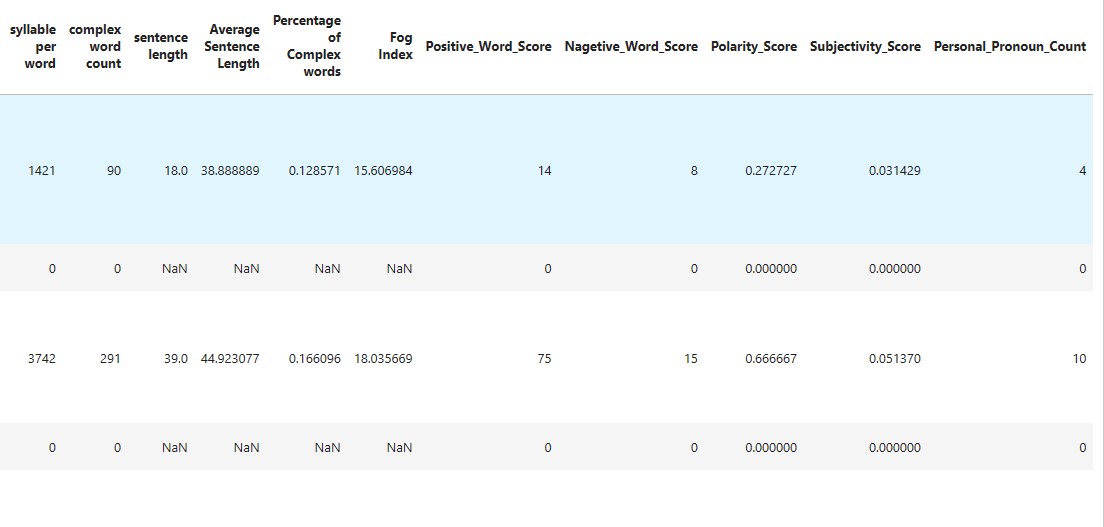 syllable per word complex word count sentence length Average Sentence Length Percentage of Complex words Fog Index Positive_Word_Score Nagetive_Word_Score Polarity_Score Subjectivity_Score Personal_Pronoun_Count
1421 90 18.0 38.888889 0.128571 15.606984 14 8 0.272727 0.031429 4
0 0 NaN NaN NaN NaN 0 0 0.000000 0.000000 0
3742 291 39.0 44.923077 0.166096 18.035669 75 15 0.666667 0.051370 10
0 0 NaN NaN NaN NaN 0 0 0.000000 0.000000 0